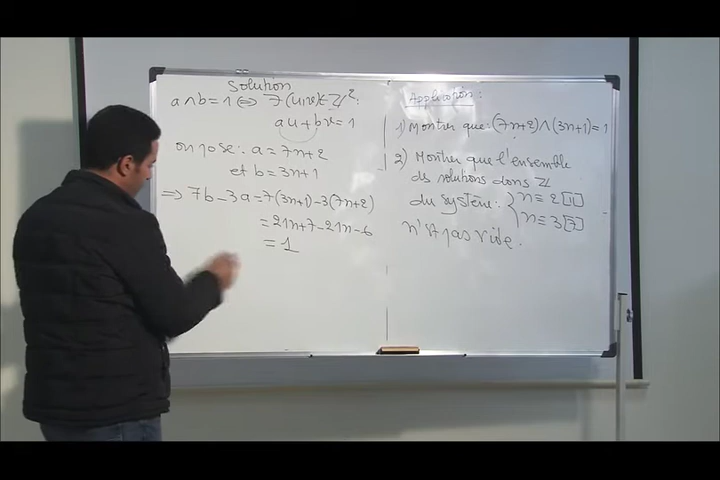 Solution
a∧b=1 ⇔ ∃(u,v)∈Z²:
au+bv=1
on pose: a=7n+2
et b=3n+1
⇒ 7b-3a=7(3n+1)-3(7n+2)
=21n+7-21n-6
=1
Application:
1) Montrer que: (7n+2)∧(3n+1)=1
2) Montrer que l'ensemble
des solutions dans Z
du système: { n≡2[11]
n≡3[7]
n'est pas vide.